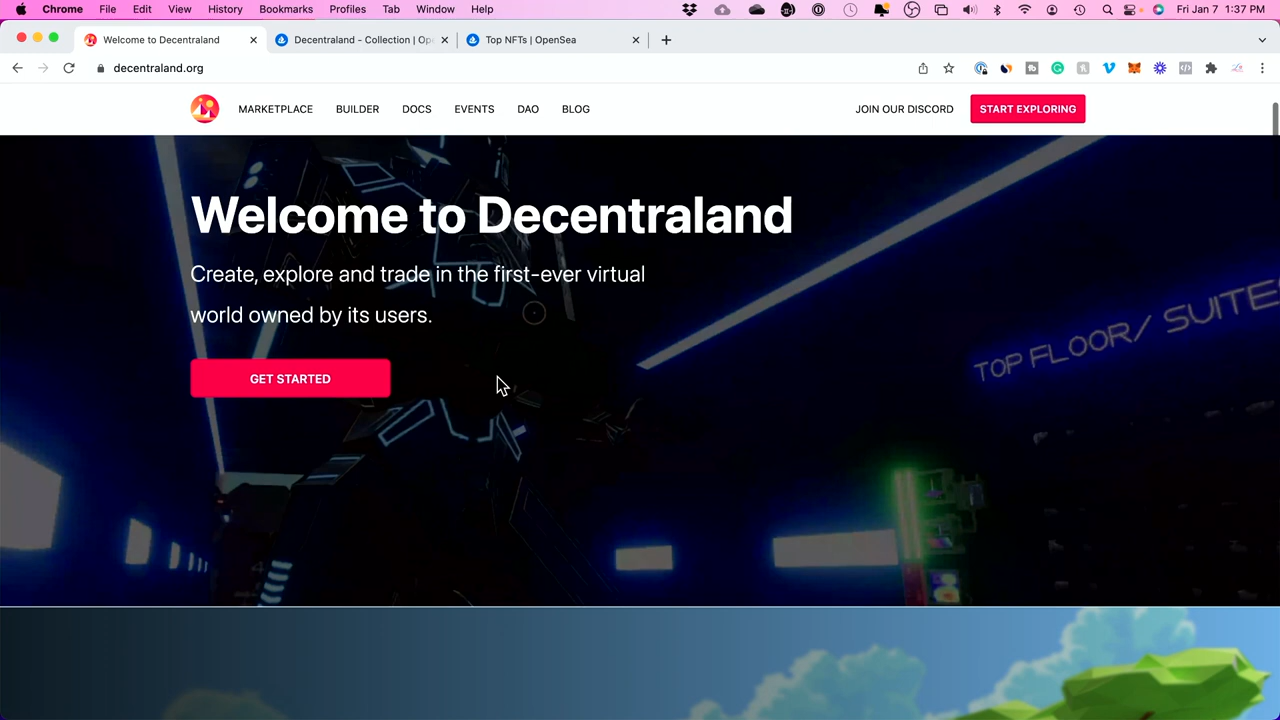 Chrome File Edit View History Bookmarks Profiles Tab Window Help Fri Jan 7 1:37 PM
Welcome to Decentraland Decentraland - Collection | Op Top NFTs | OpenSea
decentraland.org
MARKETPLACE BUILDER DOCS EVENTS DAO BLOG JOIN OUR DISCORD START EXPLORING
Welcome to Decentraland
Create, explore and trade in the first-ever virtual
world owned by its users.
GET STARTED
TOP FLOOR/ SUITES